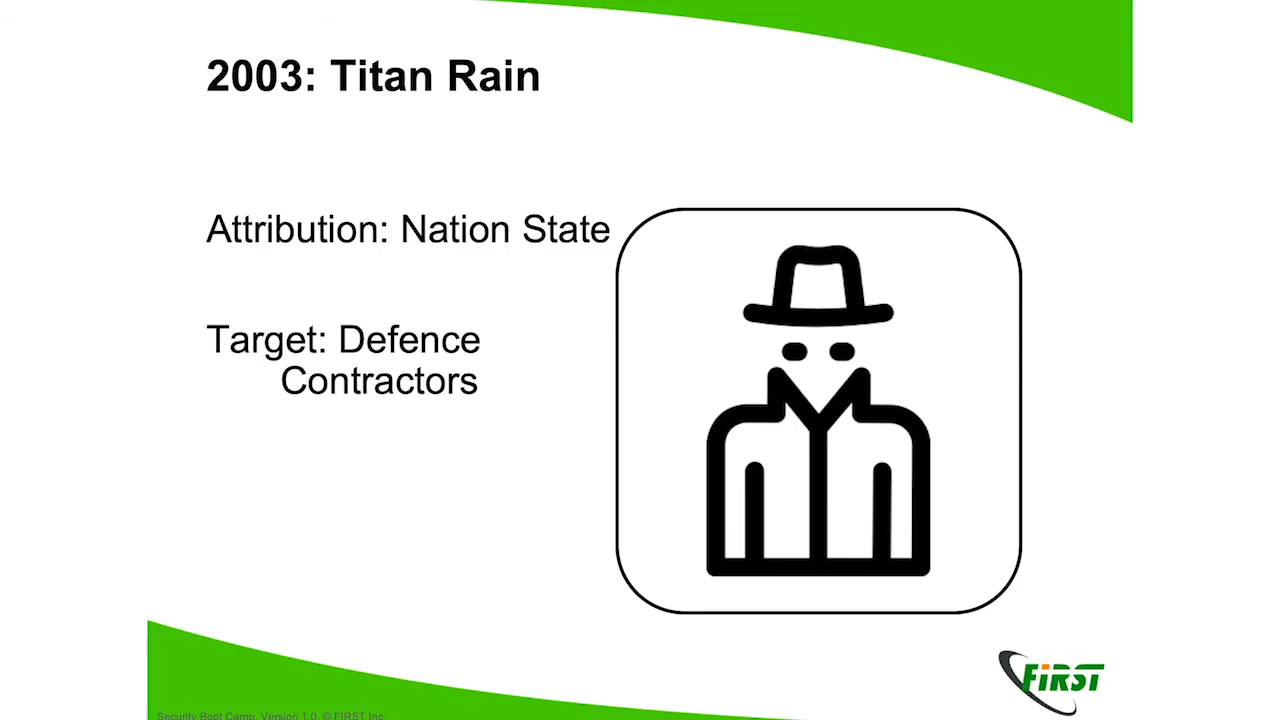 2003: Titan Rain
Attribution: Nation State
Target: Defence
Contractors
FiRST
Security Boot Camp, Version 1.0, © FIRST Inc.